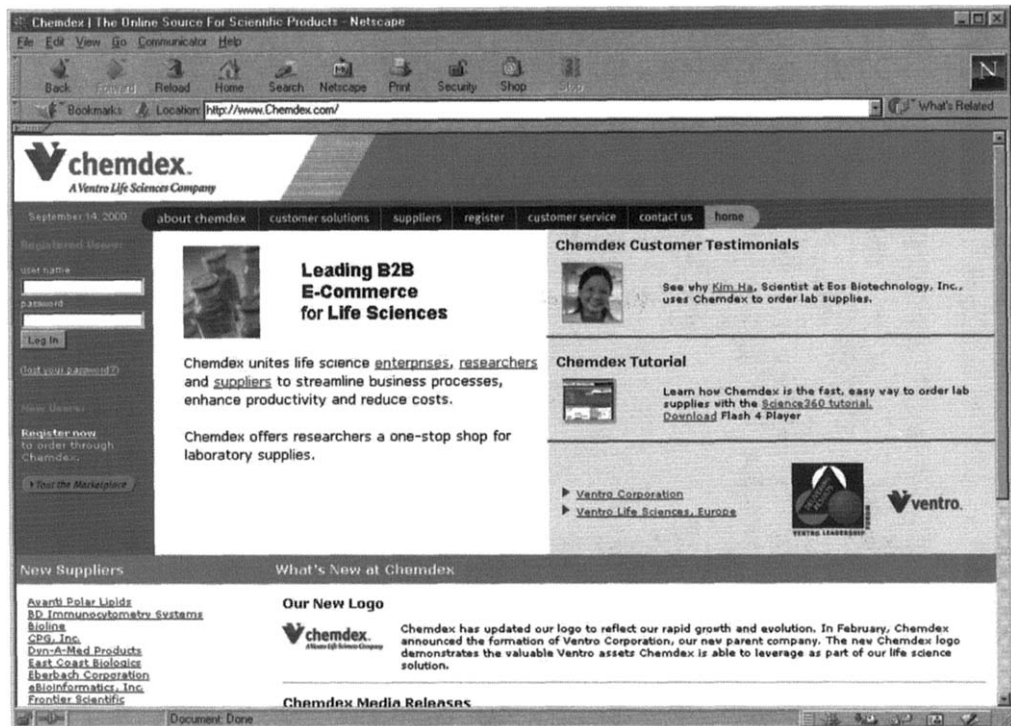 Chemdex | The Online Source For Scientific Products - Netscape
File Edit View Go Communicator Help
Back Forward Reload Home Search Netscape Print Security Shop Stop
Bookmarks Location: http://www.Chemdex.com/ What's Related
chemdex.
A Ventro Life Sciences Company
September 14, 2000
about chemdex customer solutions suppliers register customer service contact us home
Registered Users:
user name
password
Log In
(lost your password?)
New Users:
Register now
to order through
Chemdex.
Tour the Marketplace
Leading B2B
E-Commerce
for Life Sciences
Chemdex unites life science enterprises, researchers
and suppliers to streamline business processes,
enhance productivity and reduce costs.
Chemdex offers researchers a one-stop shop for
laboratory supplies.
Chemdex Customer Testimonials
See why Kim Ha, Scientist at Eos Biotechnology, Inc.,
uses Chemdex to order lab supplies.
Chemdex Tutorial
Learn how Chemdex is the fast, easy way to order lab
supplies with the Science360 tutorial.
Download Flash 4 Player
Ventro Corporation
Ventro Life Sciences, Europe
VENTRO LEADERSHIP FORUM
ventro.
New Suppliers
Avanti Polar Lipids
BD Immunocytometry Systems
Bioline
CPG, Inc.
Dyn-A-Med Products
East Coast Biologics
Eberbach Corporation
eBioinformatics, Inc.
Frontier Scientific
What's New at Chemdex
Our New Logo
chemdex.
A Ventro Life Sciences Company
Chemdex has updated our logo to reflect our rapid growth and evolution. In February, Chemdex
announced the formation of Ventro Corporation, our new parent company. The new Chemdex logo
demonstrates the valuable Ventro assets Chemdex is able to leverage as part of our life science
solution.
Chemdex Media Releases
Document: Done